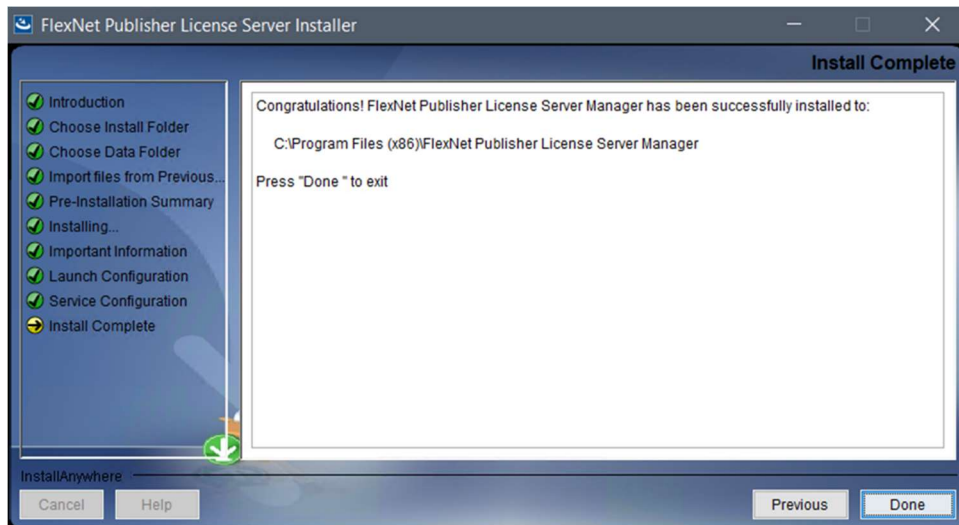 FlexNet Publisher License Server Installer
Install Complete
Introduction
Choose Install Folder
Choose Data Folder
Import files from Previous...
Pre-Installation Summary
Installing...
Important Information
Launch Configuration
Service Configuration
Install Complete
Congratulations! FlexNet Publisher License Server Manager has been successfully installed to:
C:\Program Files (x86)\FlexNet Publisher License Server Manager
Press "Done " to exit
InstallAnywhere
Cancel
Help
Previous
Done